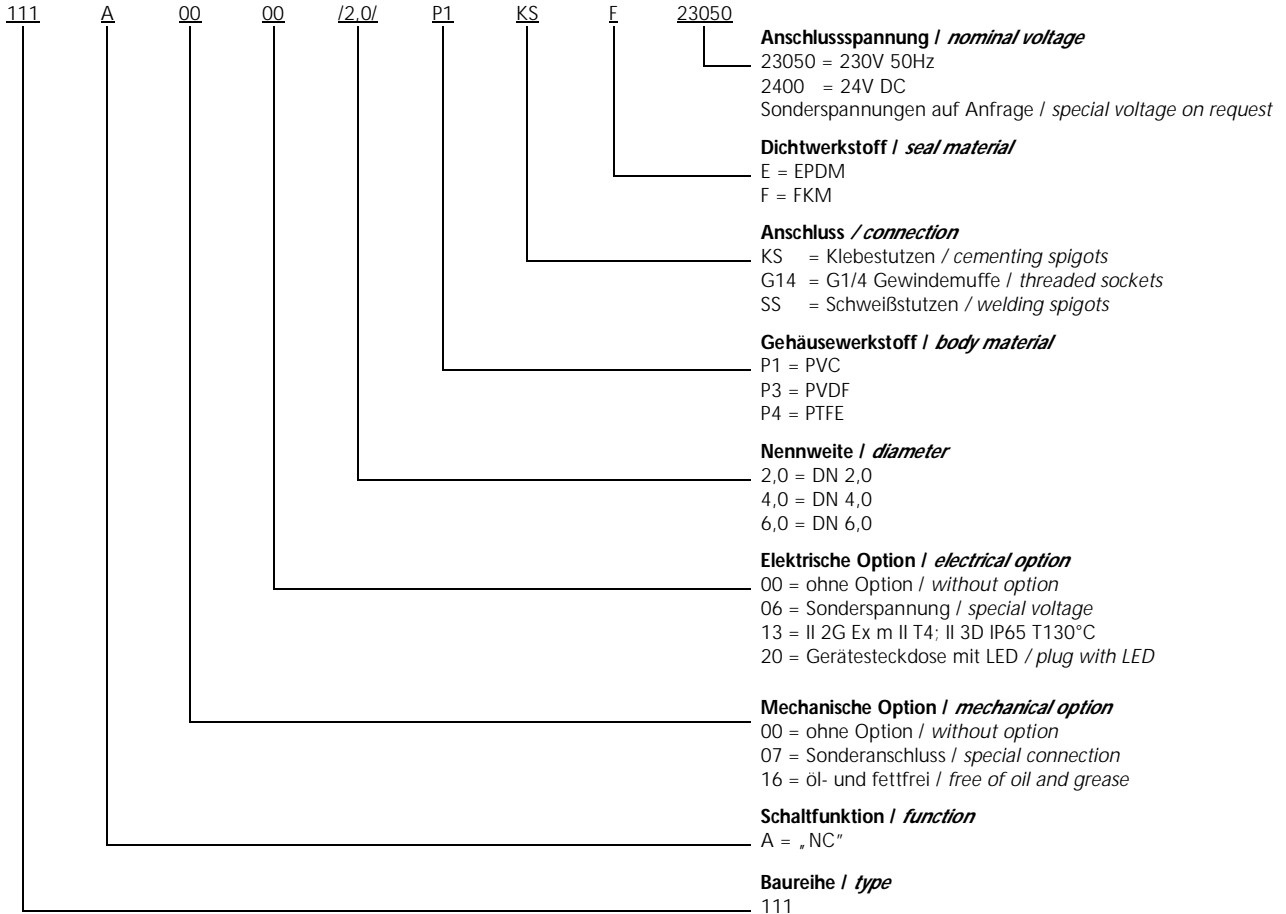 111 A 00 00 /2,0/ P1 KS F 23050
Anschlussspannung / nominal voltage
23050 = 230V 50Hz
2400 = 24V DC
Sonderspannungen auf Anfrage / special voltage on request
Dichtwerkstoff / seal material
E = EPDM
F = FKM
Anschluss / connection
KS = Klebestutzen / cementing spigots
G14 = G1/4 Gewindemuffe / threaded sockets
SS = Schweißstutzen / welding spigots
Gehäusewerkstoff / body material
P1 = PVC
P3 = PVDF
P4 = PTFE
Nennweite / diameter
2,0 = DN 2,0
4,0 = DN 4,0
6,0 = DN 6,0
Elektrische Option / electrical option
00 = ohne Option / without option
06 = Sonderspannung / special voltage
13 = II 2G Ex m II T4; II 3D IP65 T130°C
20 = Gerätesteckdose mit LED / plug with LED
Mechanische Option / mechanical option
00 = ohne Option / without option
07 = Sonderanschluss / special connection
16 = öl- und fettfrei / free of oil and grease
Schaltfunktion / function
A = „NC"
Baureihe / type
111